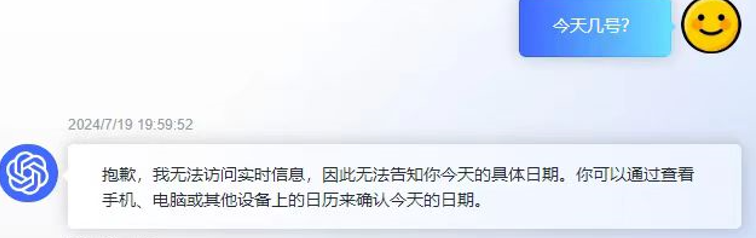 今天几号?
2024/7/19 19:59:52
抱歉，我无法访问实时信息，因此无法告知你今天的具体日期。你可以通过查看
手机、电脑或其他设备上的日历来确认今天的日期。